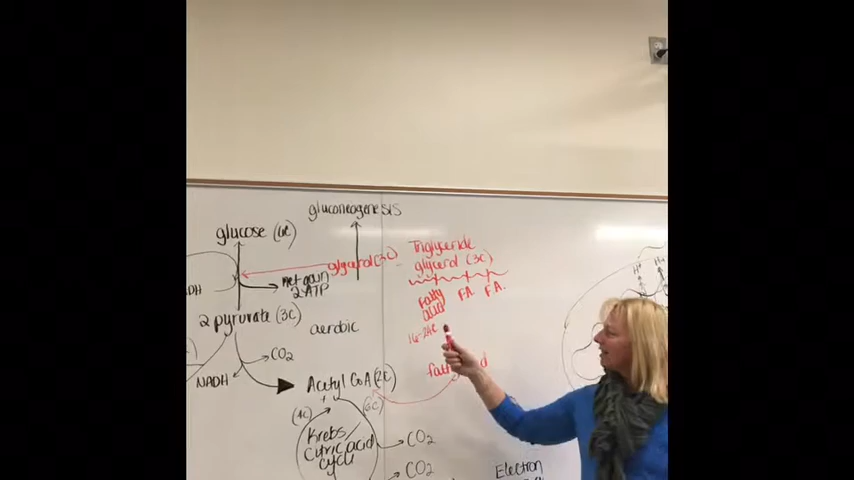 gluconeogenesis
glucose (6C)
Triglyceride
glycerol (3C)
glycerol (3C)
net gain
2 ATP
Fatty
acid
F.A.
F.A.
2 pyruvate (3C)
aerobic
16-24C
CO2
NADH
Acetyl CoA (2C)
(4C)
(6C)
Krebs/
Citric acid
cycle
CO2
CO2
Electron